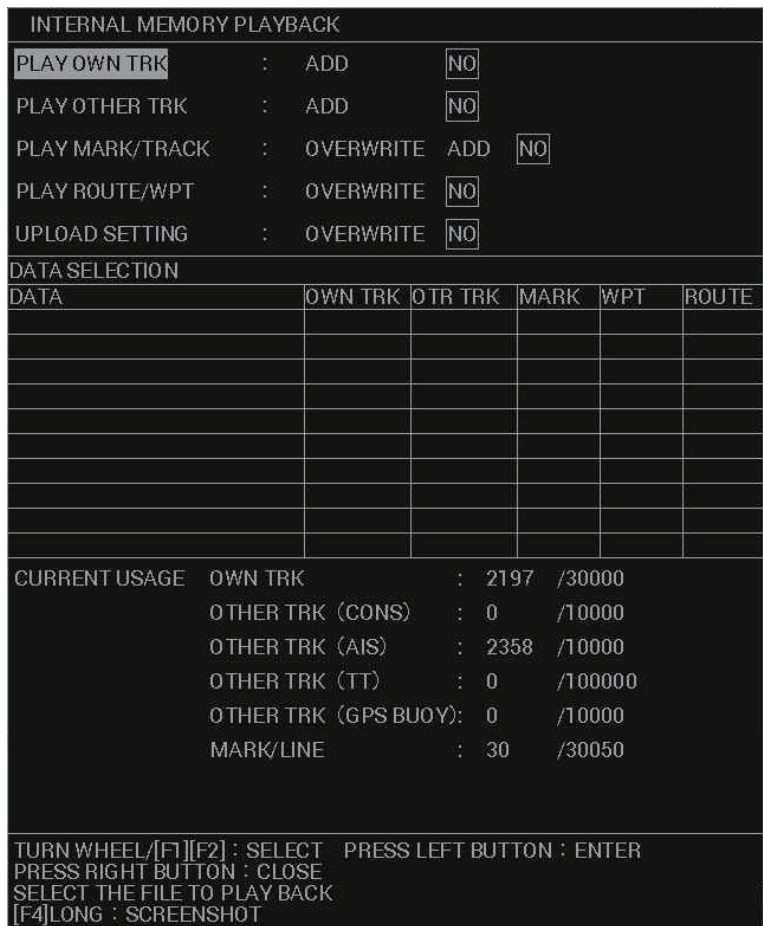 INTERNAL MEMORY PLAYBACK
PLAY OWN TRK : ADD NO
PLAY OTHER TRK : ADD NO
PLAY MARK/TRACK : OVERWRITE ADD NO
PLAY ROUTE/WPT : OVERWRITE NO
UPLOAD SETTING : OVERWRITE NO
DATA SELECTION
DATA OWN TRK OTR TRK MARK WPT ROUTE
CURRENT USAGE OWN TRK : 2197 /30000
OTHER TRK (CONS) : 0 /10000
OTHER TRK (AIS) : 2358 /10000
OTHER TRK (TT) : 0 /100000
OTHER TRK (GPS BUOY): 0 /10000
MARK/LINE : 30 /30050
TURN WHEEL/[F1][F2] : SELECT PRESS LEFT BUTTON : ENTER
PRESS RIGHT BUTTON : CLOSE
SELECT THE FILE TO PLAY BACK
[F4]LONG : SCREENSHOT